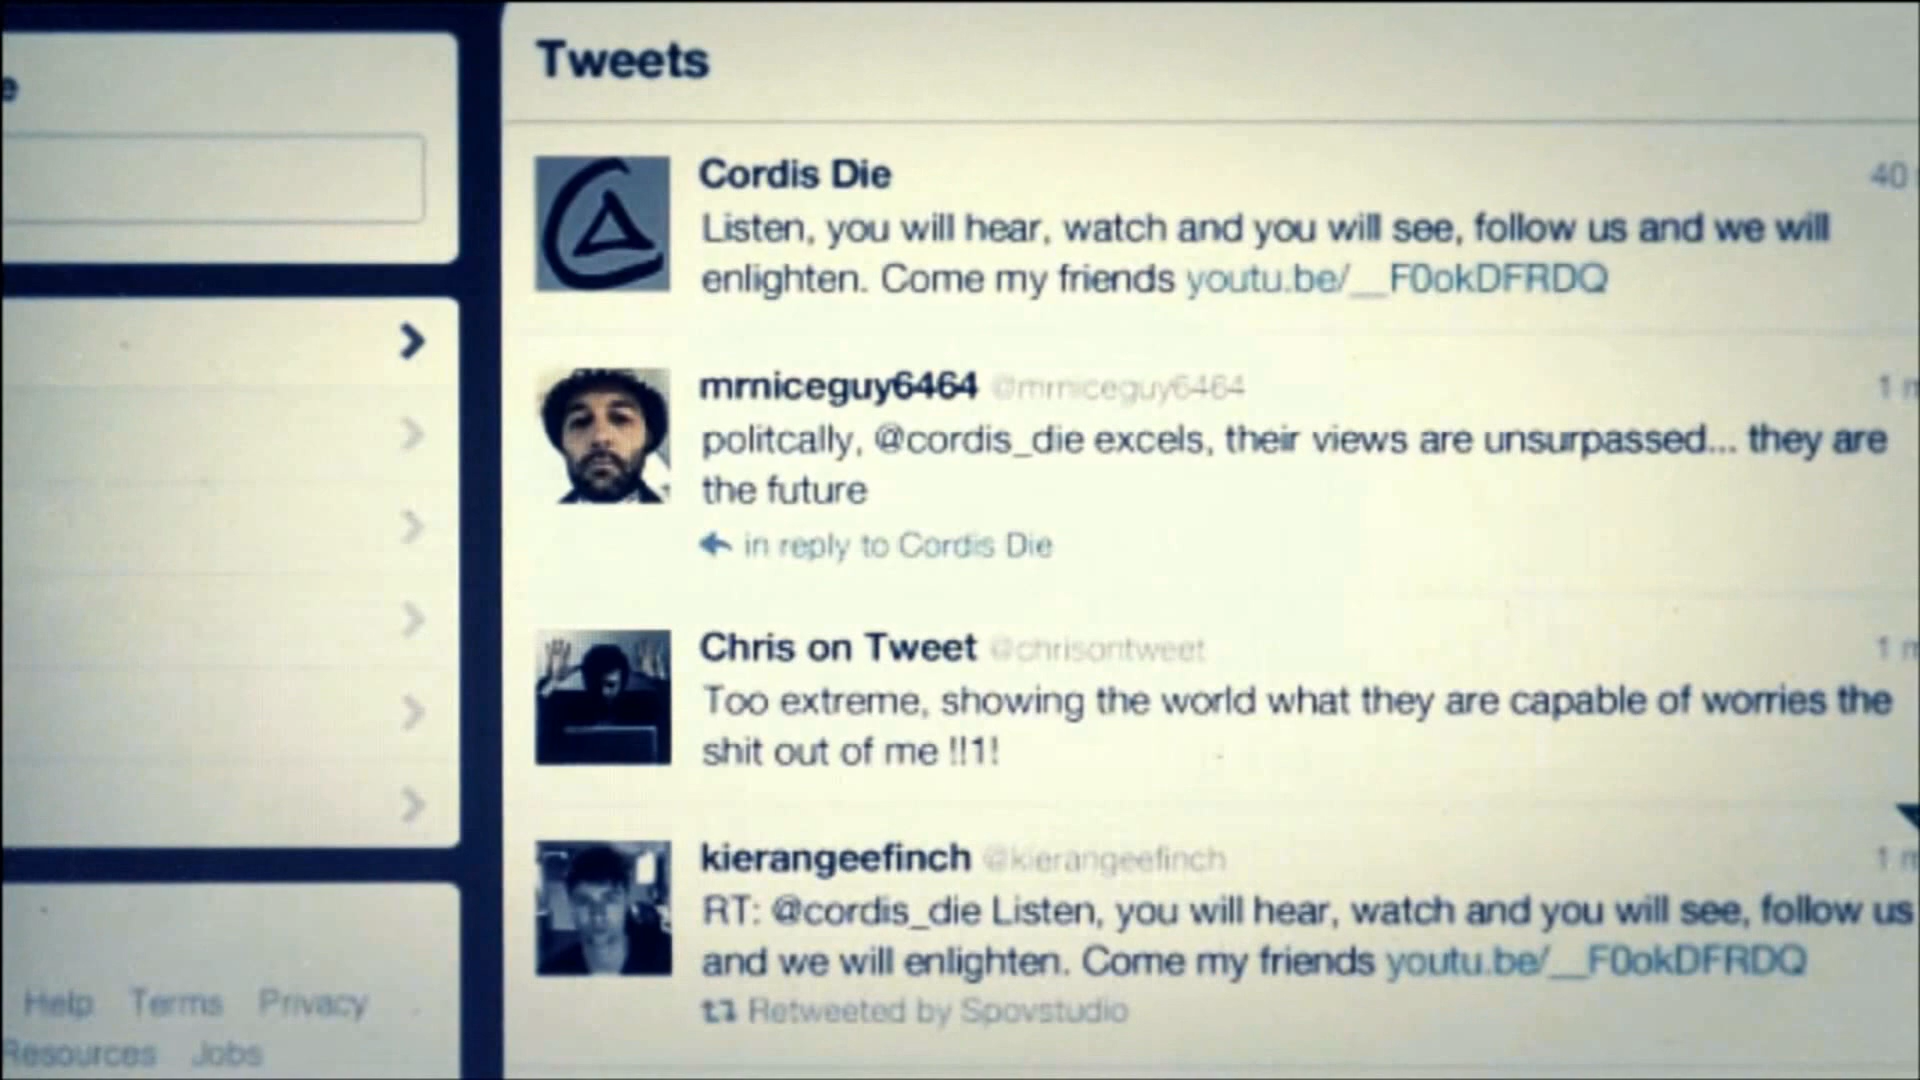 e
Tweets
Cordis Die
40
Listen, you will hear, watch and you will see, follow us and we will
enlighten. Come my friends youtu.be/__F0okDFRDQ
mrniceguy6464 @mrniceguy6464
1 m
politcally, @cordis_die excels, their views are unsurpassed... they are
the future
in reply to Cordis Die
Chris on Tweet @chrisontweet
1 m
Too extreme, showing the world what they are capable of worries the
shit out of me !!1!
kierangeefinch @kierangeefinch
1 m
RT: @cordis_die Listen, you will hear, watch and you will see, follow us
and we will enlighten. Come my friends youtu.be/__F0okDFRDQ
Retweeted by Spovstudio
Help Terms Privacy
Resources Jobs